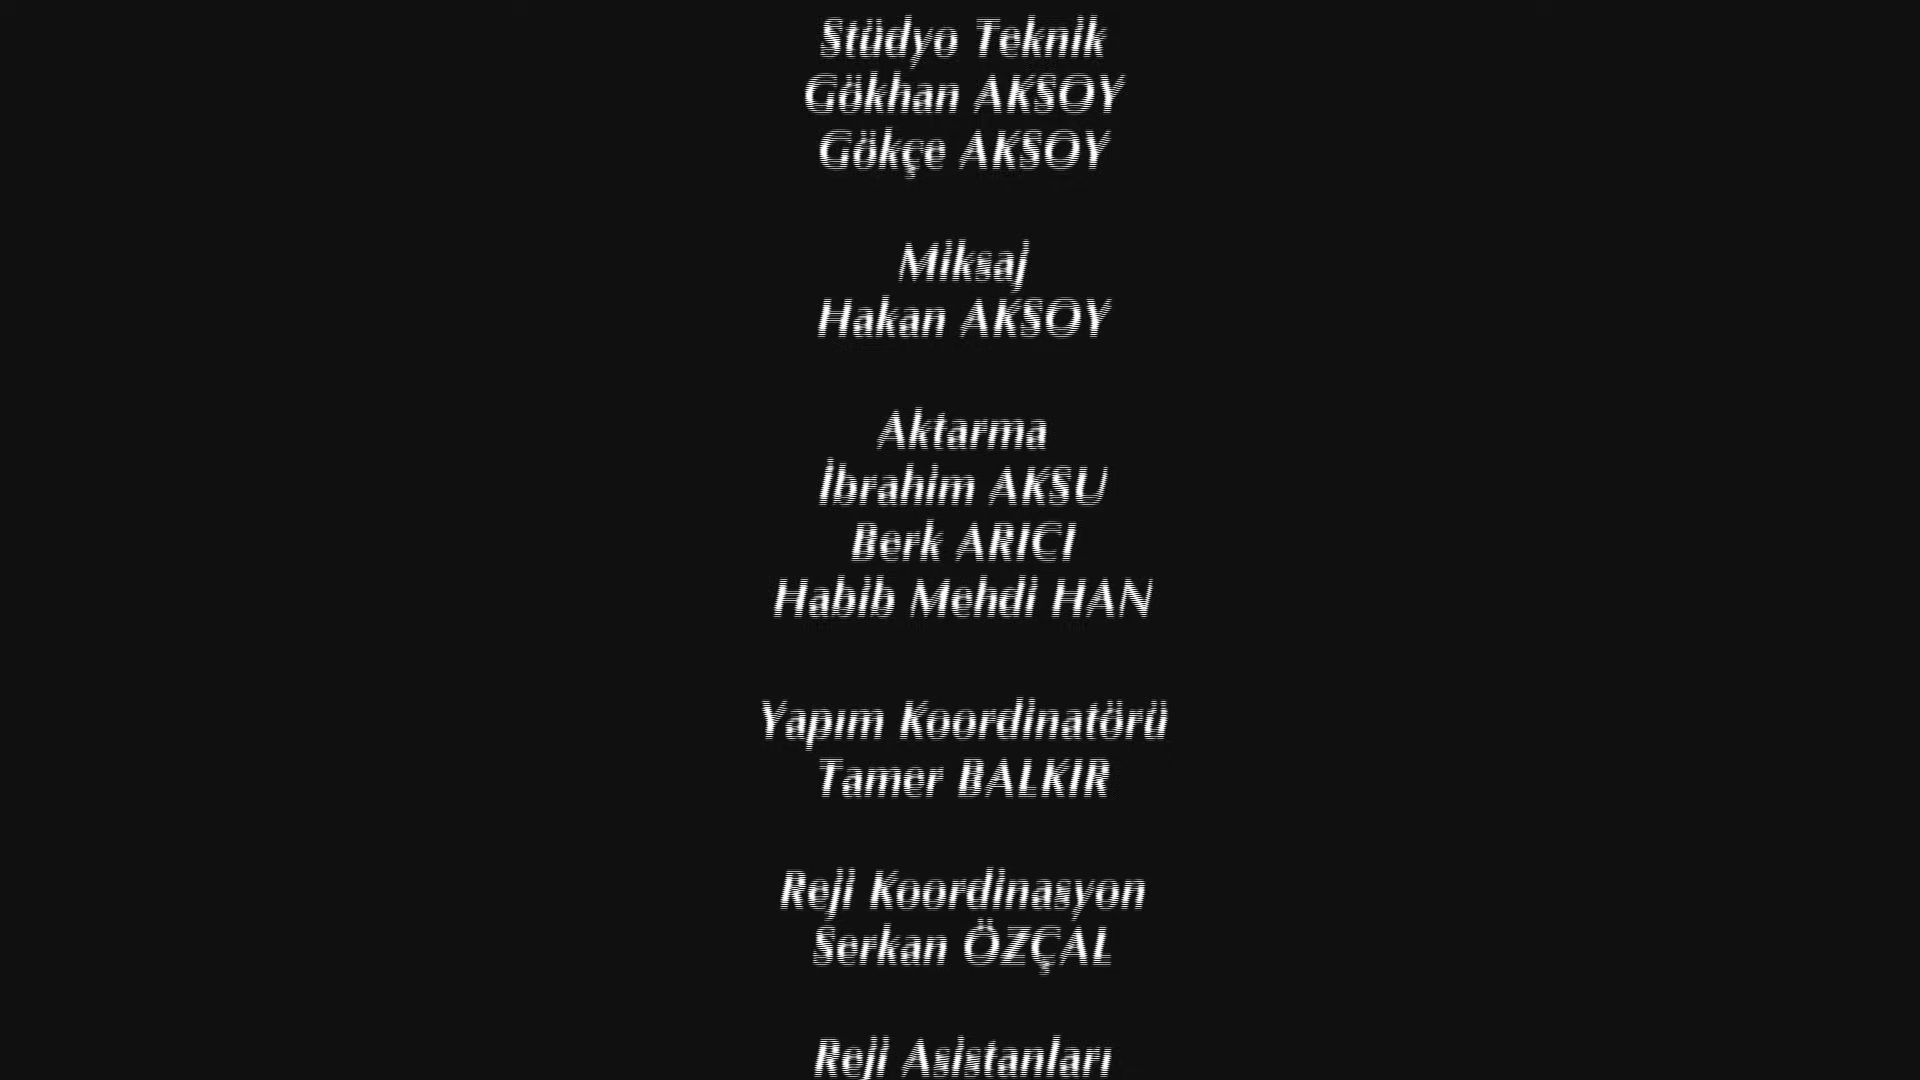 Stüdyo Teknik
Gökhan AKSOY
Gökçe AKSOY
Miksaj
Hakan AKSOY
Aktarma
İbrahim AKSU
Berk ARICI
Habib Mehdi HAN
Yapım Koordinatörü
Tamer BALKIR
Reji Koordinasyon
Serkan ÖZÇAL
Reji Asistanları